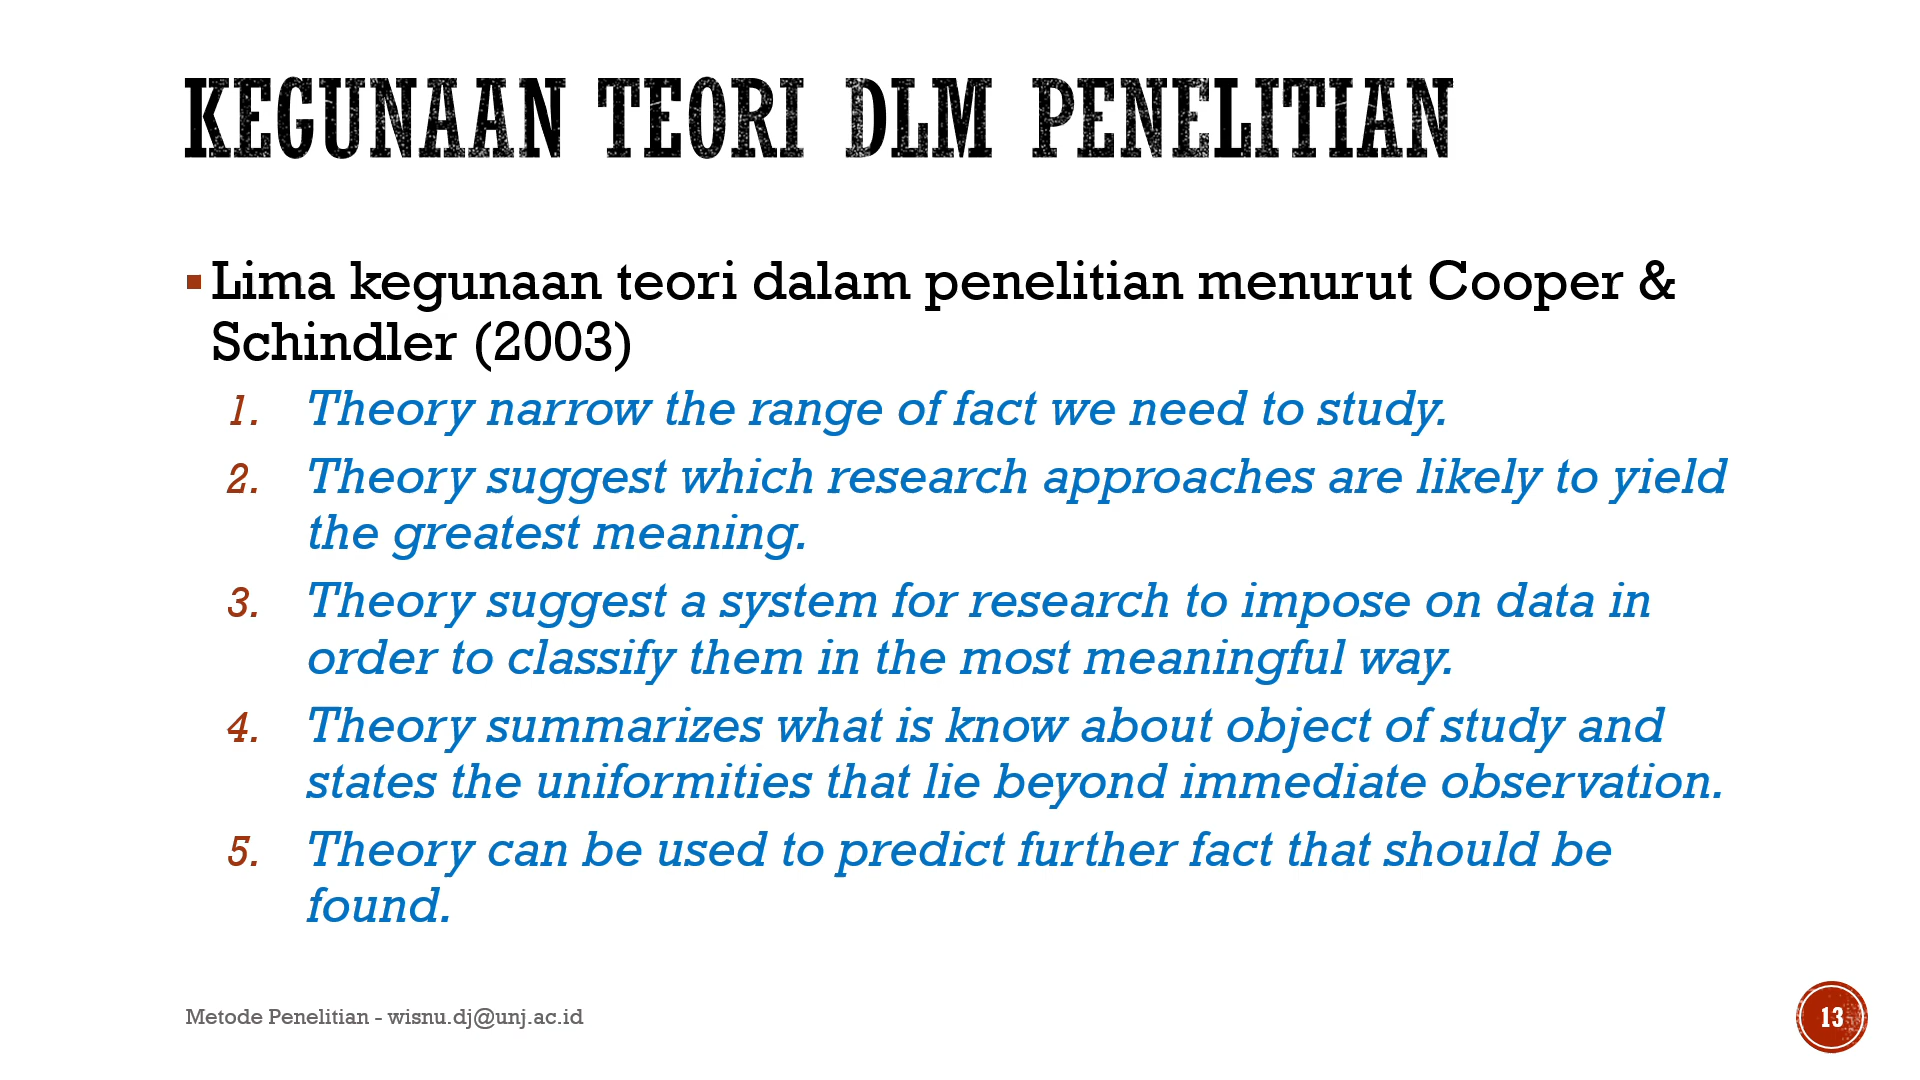 KEGUNAAN TEORI DLM PENELITIAN
▪ Lima kegunaan teori dalam penelitian menurut Cooper &
Schindler (2003)
1. Theory narrow the range of fact we need to study.
2. Theory suggest which research approaches are likely to yield
the greatest meaning.
3. Theory suggest a system for research to impose on data in
order to classify them in the most meaningful way.
4. Theory summarizes what is know about object of study and
states the uniformities that lie beyond immediate observation.
5. Theory can be used to predict further fact that should be
found.
Metode Penelitian - wisnu.dj@unj.ac.id
13